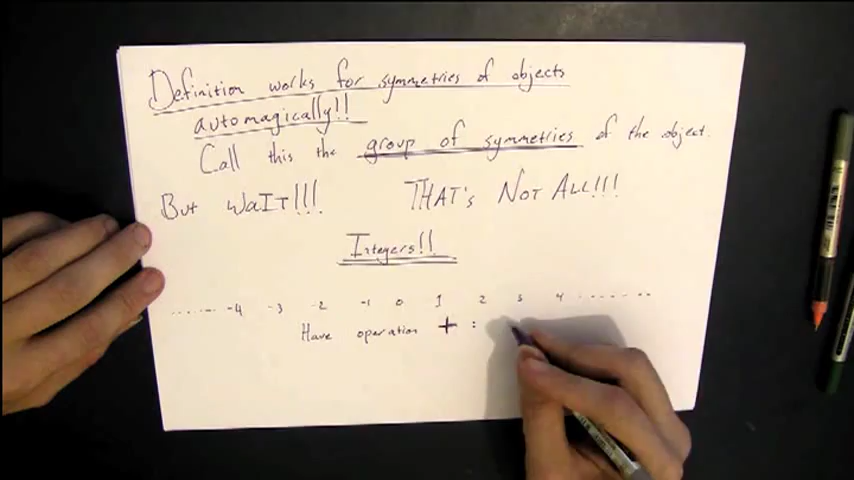 Definition works for symmetries of objects
automagically!!
Call this the group of symmetries of the object.
But WaIT!!! THAT's NOT ALL!!!
Integers!!
...... -4 -3 -2 -1 0 1 2 3 4 .......
Have operation + :